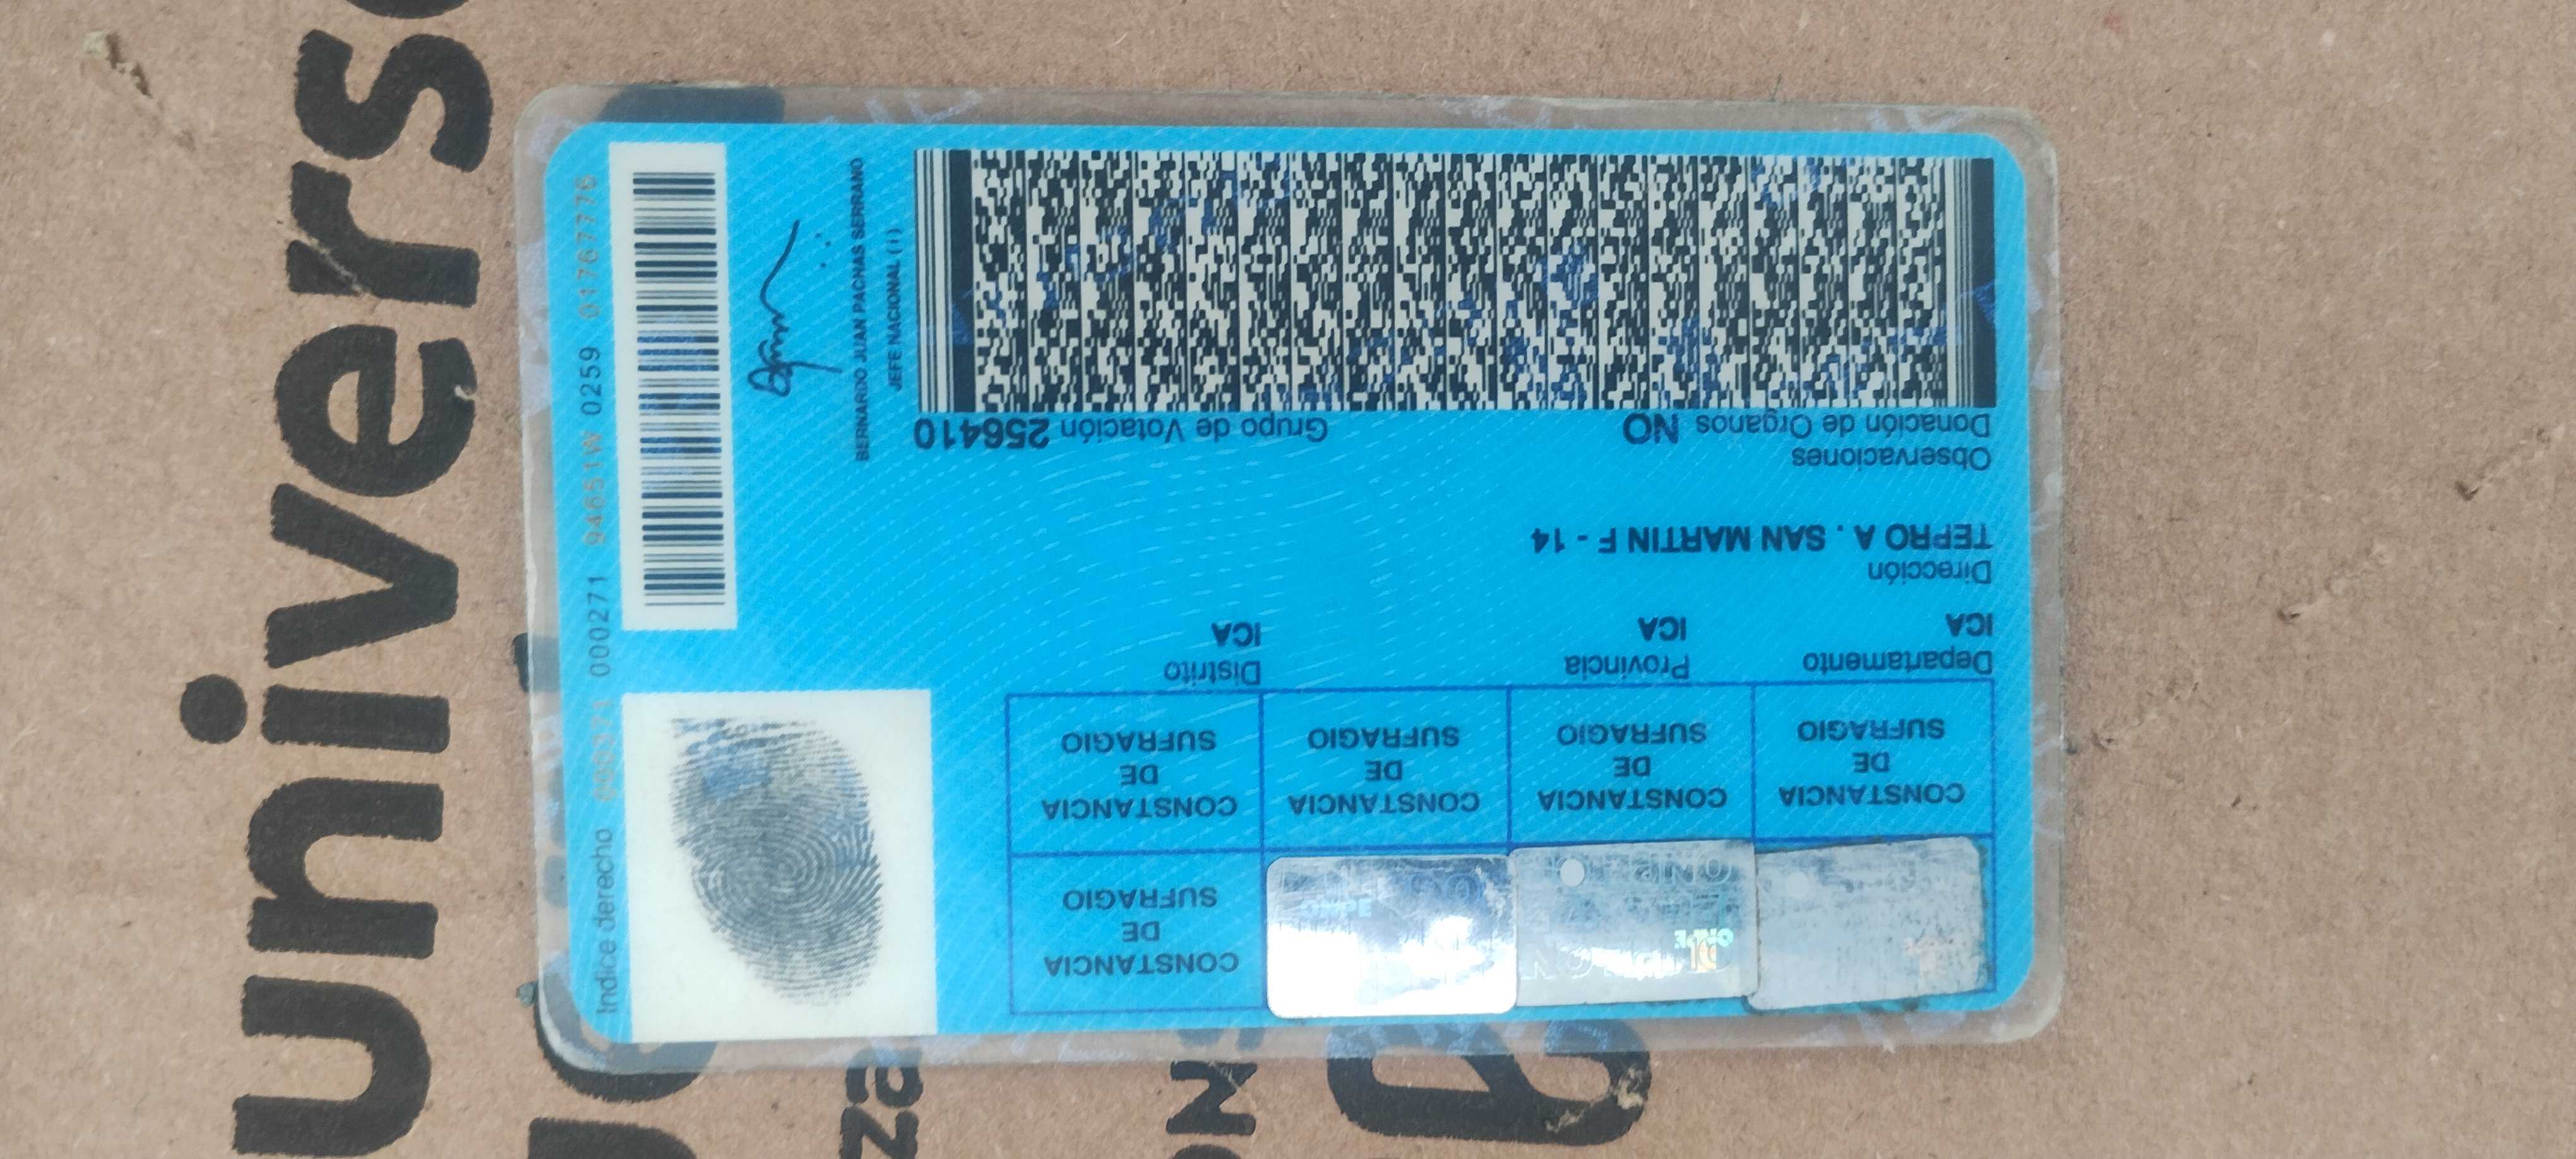 Departamento
ICA
Provincia
ICA
Distrito
ICA
Dirección
TEPRO A . SAN MARTIN F - 14
Observaciones
Donación de Organos NO
Grupo de Votación 256410
CONSTANCIA
DE
SUFRAGIO
CONSTANCIA
DE
SUFRAGIO
CONSTANCIA
DE
SUFRAGIO
CONSTANCIA
DE
SUFRAGIO
CONSTANCIA
DE
SUFRAGIO
ONPE
Indice derecho 000271 94651W 0259 01767776
BERNARDO JUAN PACHAS SERRANO
JEFE NACIONAL ( i )
univers
za